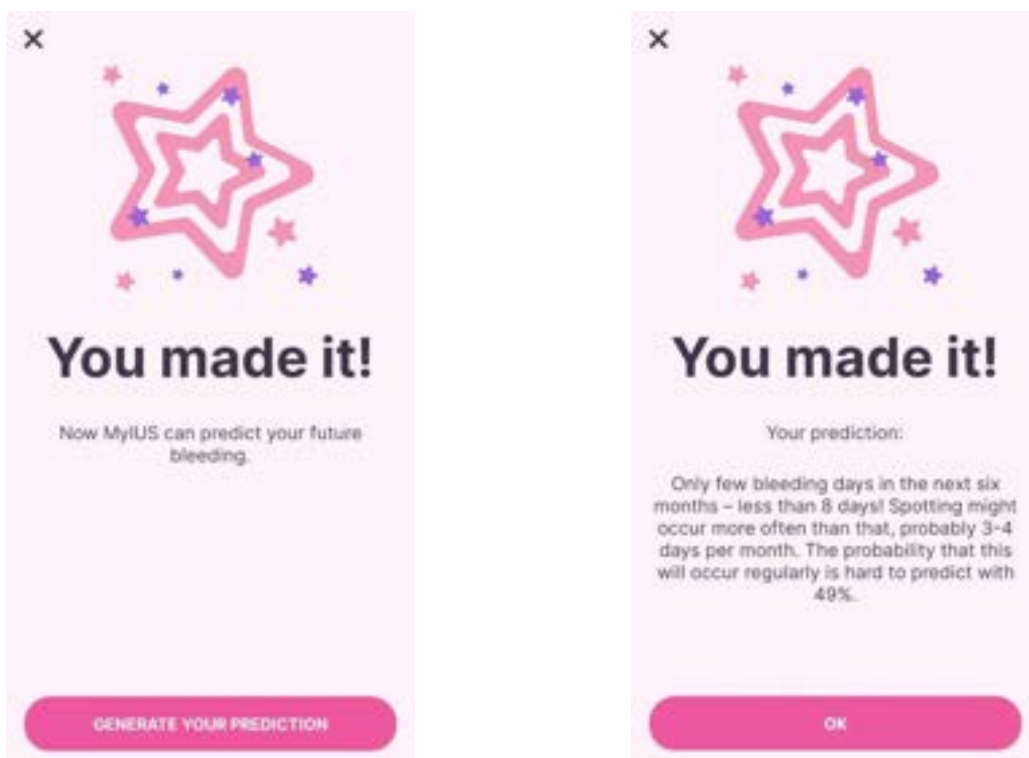 You made it!
Now MyIUS can predict your future
bleeding.
GENERATE YOUR PREDICTION
You made it!
Your prediction:
Only few bleeding days in the next six
months – less than 8 days! Spotting might
occur more often than that, probably 3-4
days per month. The probability that this
will occur regularly is hard to predict with
49%.
OK